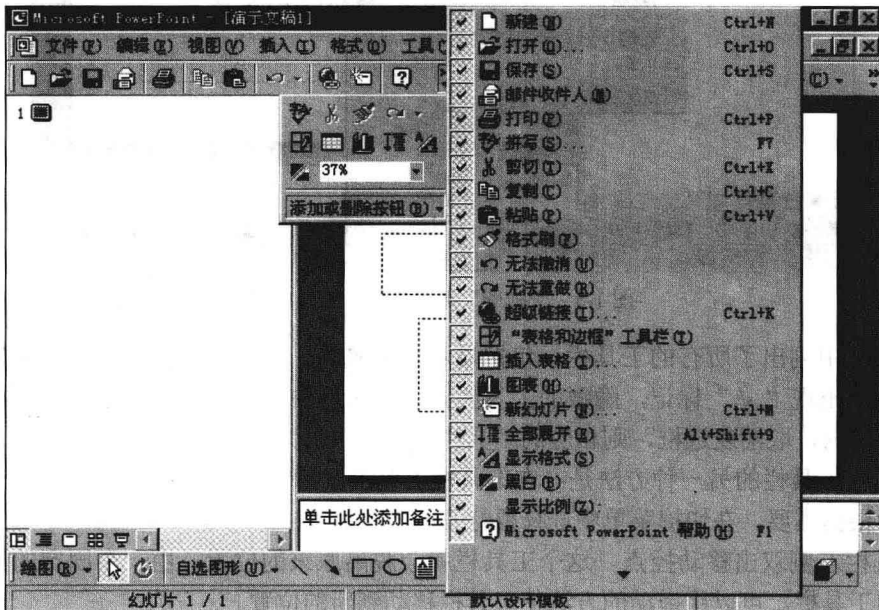 Microsoft PowerPoint - [演示文稿1]
文件(F) 编辑(E) 视图(V) 插入(I) 格式(O) 工具(
(C)
1
37%
添加或删除按钮(B)
新建(N) Ctrl+N
打开(O)... Ctrl+O
保存(S) Ctrl+S
邮件收件人(M)
打印(P) Ctrl+P
拼写(S)... F7
剪切(T) Ctrl+X
复制(C) Ctrl+C
粘贴(P) Ctrl+V
格式刷(F)
无法撤消(U)
无法重做(R)
超级链接(I)... Ctrl+K
“表格和边框”工具栏(T)
插入表格(I)...
图表(H)...
新幻灯片(N)... Ctrl+M
全部展开(E) Alt+Shift+9
显示格式(S)
黑白(B)
显示比例(Z):
Microsoft PowerPoint 帮助(H) F1
单击此处添加备注
绘图(R) 自选图形(U)
幻灯片 1 / 1 默认设计模板